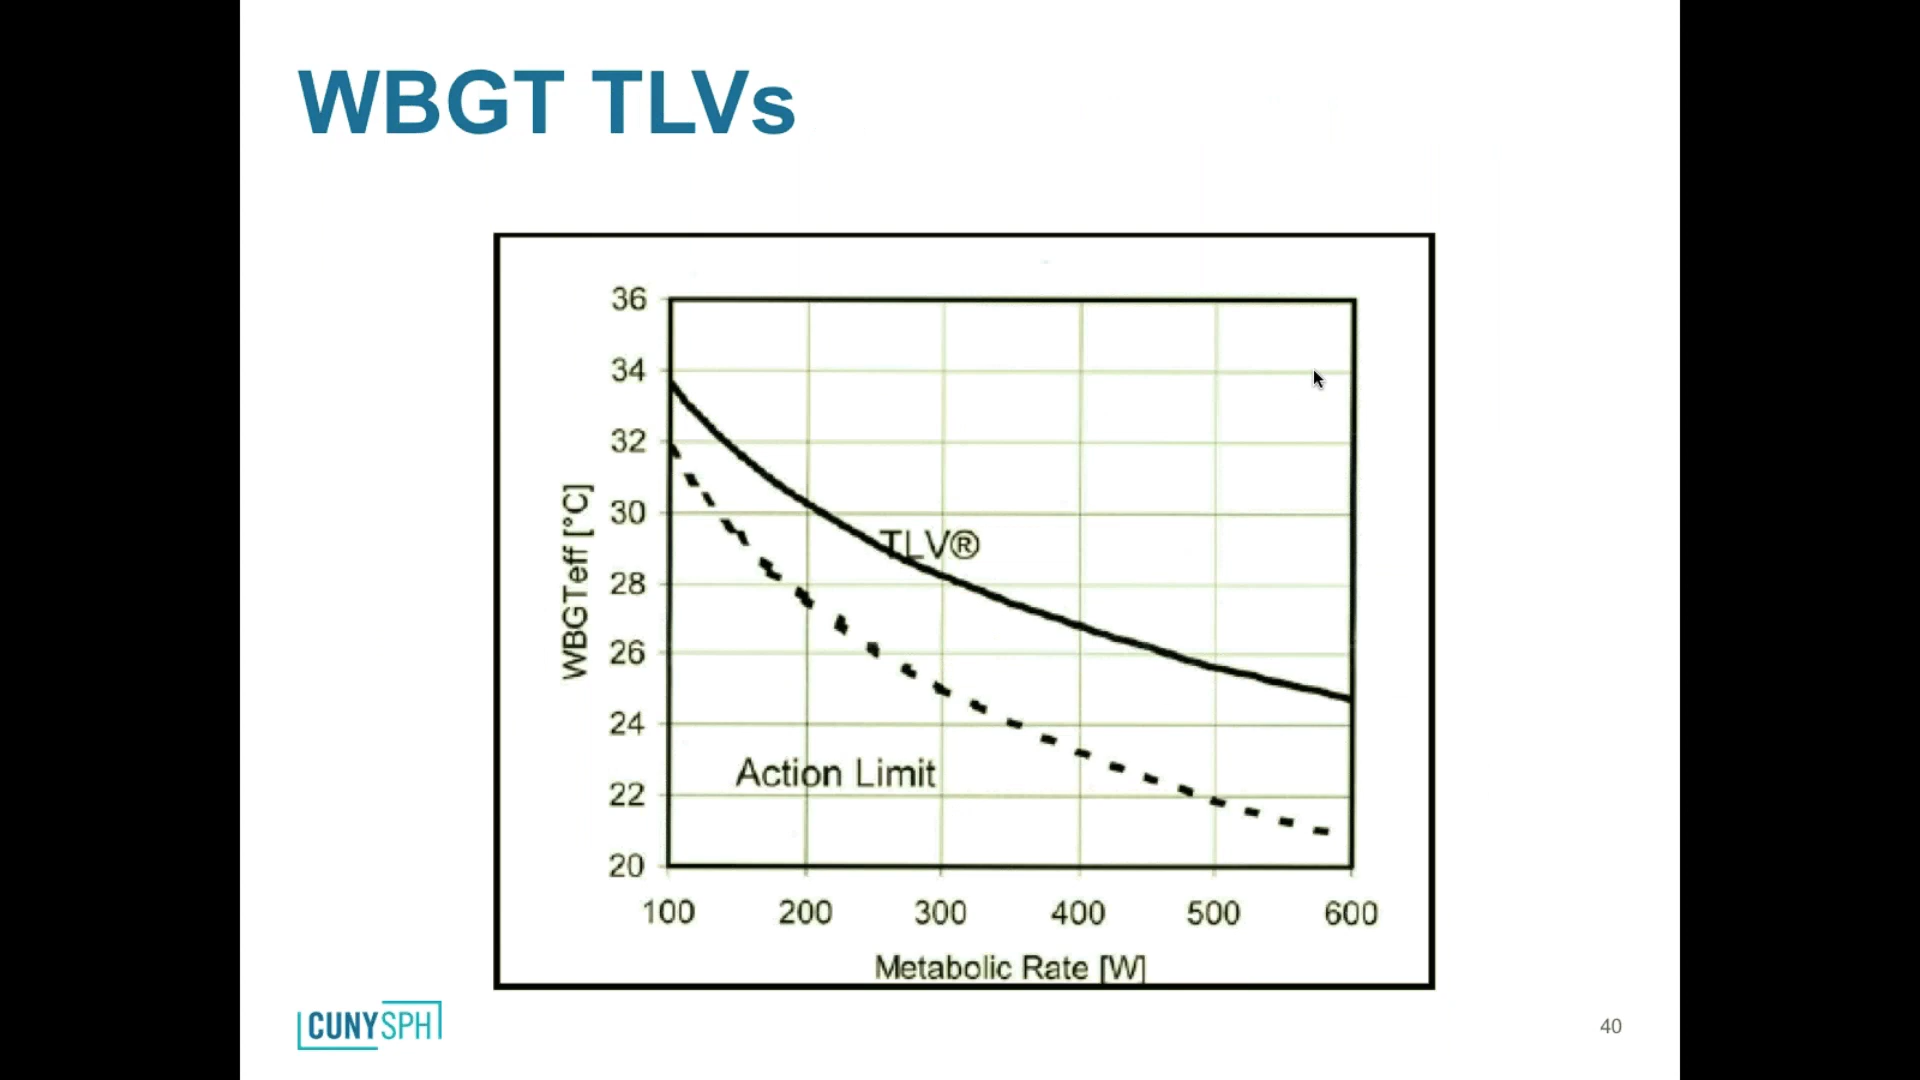 WBGT TLVs
36
34
32
30
28
26
24
22
20
WBGTeff [°C]
TLV®
Action Limit
100 200 300 400 500 600
Metabolic Rate [W]
CUNYSPH
40